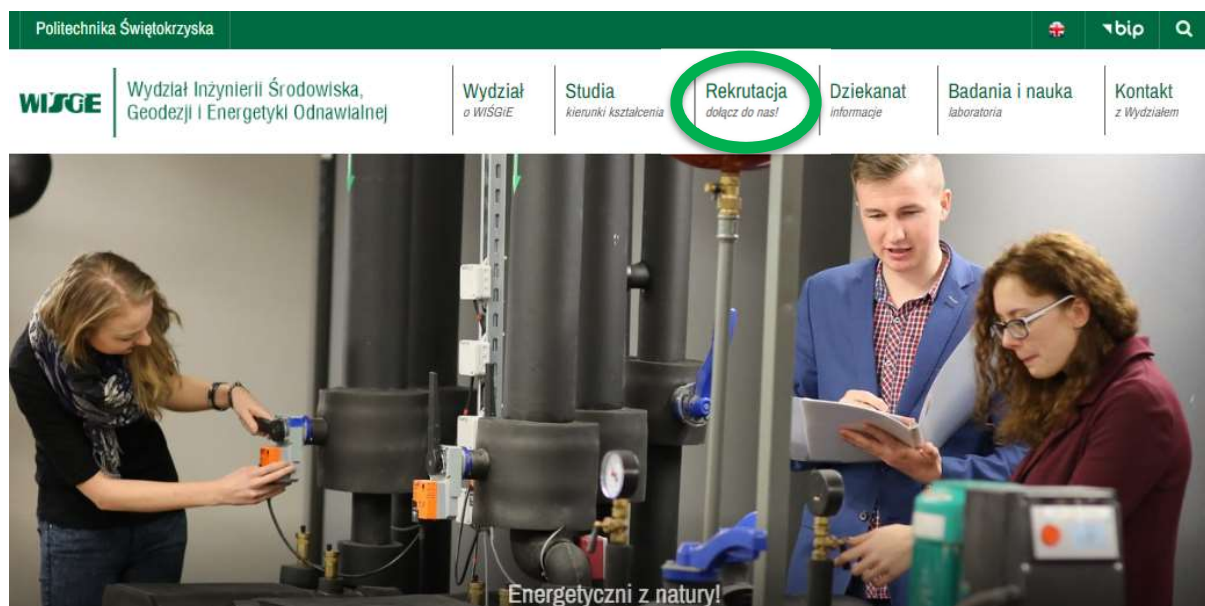 Politechnika Świętokrzyska
bip
WIŚGE
Wydział Inżynierii Środowiska,
Geodezji i Energetyki Odnawialnej
Wydział
o WIŚGiE
Studia
kierunki kształcenia
Rekrutacja
dołącz do nas!
Dziekanat
informacje
Badania i nauka
laboratoria
Kontakt
z Wydziałem
Energetyczni z natury!